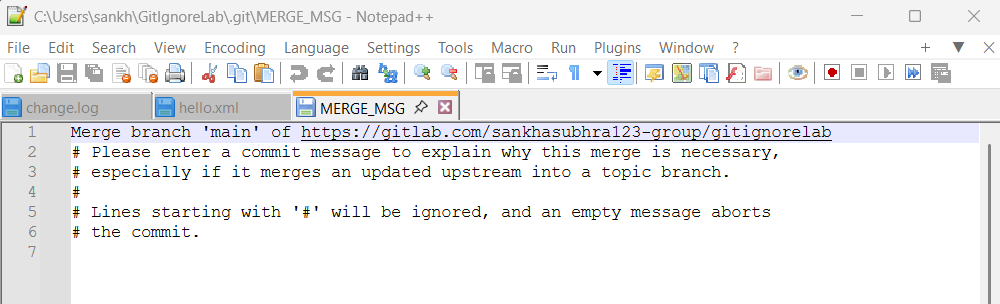 C:\Users\sankh\GitIgnoreLab\.git\MERGE_MSG - Notepad++
File Edit Search View Encoding Language Settings Tools Macro Run Plugins Window ?
change.log hello.xml MERGE_MSG
1 Merge branch 'main' of https://gitlab.com/sankhasubhra123-group/gitignorelab
2 # Please enter a commit message to explain why this merge is necessary,
3 # especially if it merges an updated upstream into a topic branch.
4 #
5 # Lines starting with '#' will be ignored, and an empty message aborts
6 # the commit.
7